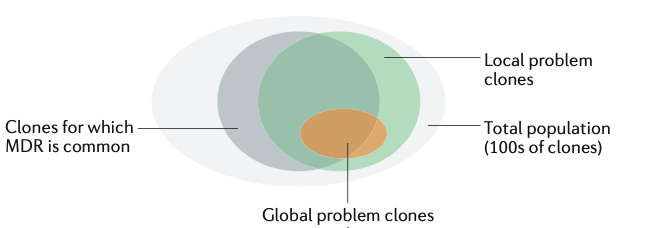 Local problem
clones
Clones for which
MDR is common
Total population
(100s of clones)
Global problem clones